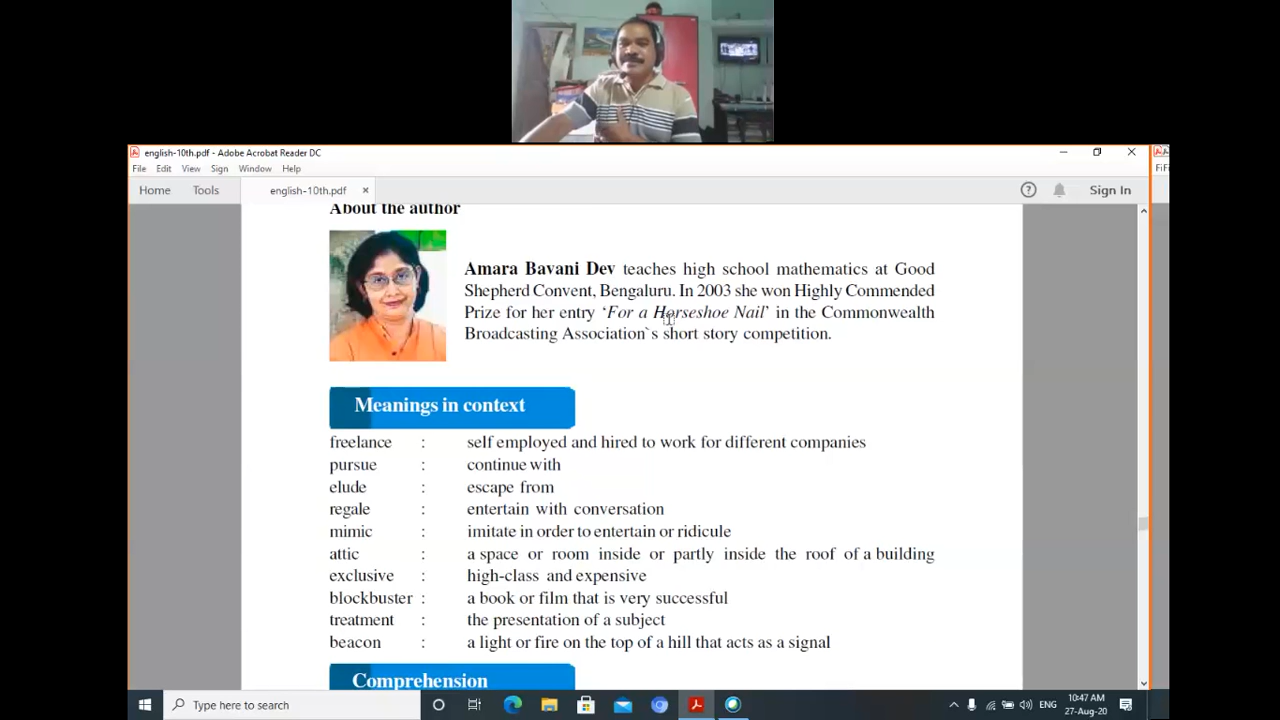 english-10th.pdf - Adobe Acrobat Reader DC
File Edit View Sign Window Help
Home Tools english-10th.pdf × Sign In
About the author
Amara Bavani Dev teaches high school mathematics at Good
Shepherd Convent, Bengaluru. In 2003 she won Highly Commended
Prize for her entry ‘For a Horseshoe Nail’ in the Commonwealth
Broadcasting Association`s short story competition.
Meanings in context
freelance : self employed and hired to work for different companies
pursue : continue with
elude : escape from
regale : entertain with conversation
mimic : imitate in order to entertain or ridicule
attic : a space or room inside or partly inside the roof of a building
exclusive : high-class and expensive
blockbuster : a book or film that is very successful
treatment : the presentation of a subject
beacon : a light or fire on the top of a hill that acts as a signal
Comprehension
Type here to search
ENG
10:47 AM
27-Aug-20